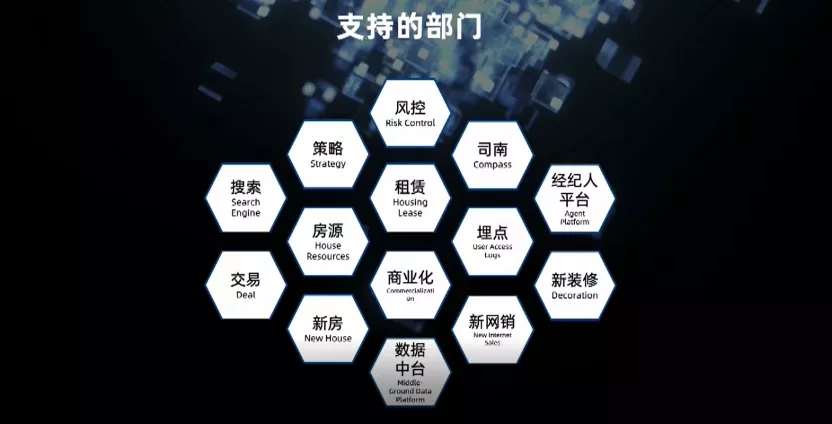 支持的部门
风控
Risk Control
策略
Strategy
司南
Compass
搜索
Search
Engine
租赁
Housing
Lease
经纪人
平台
Agent
Platform
房源
House
Resources
埋点
User Access
Logs
交易
Deal
商业化
Commercializati
on
新装修
Decoration
新房
New House
新网销
New Internet
Sales
数据
中台
Middle-
Ground Data
Platform